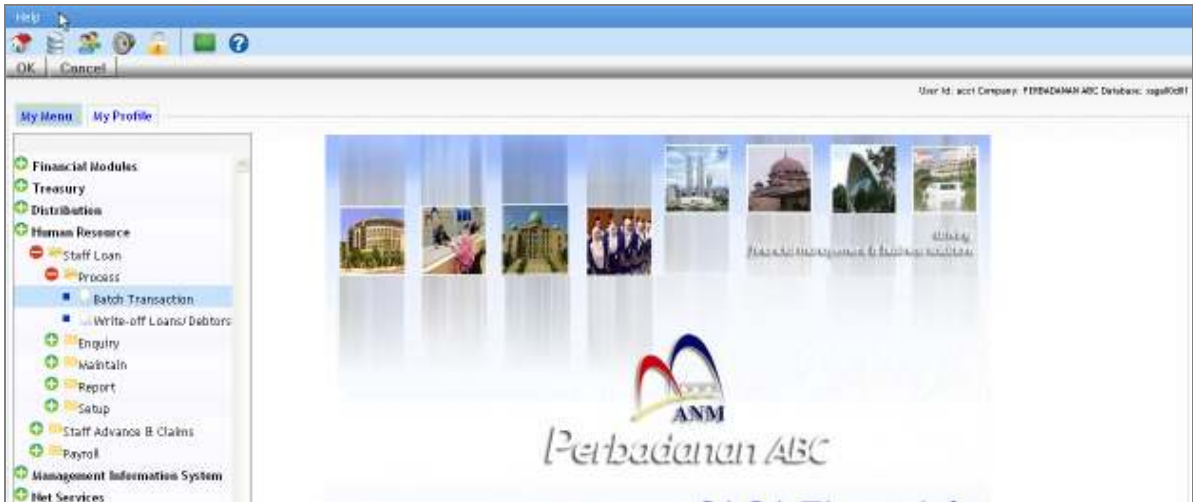 Help
OK Cancel
User Id: acct Company: PERBADANAN ABC Database:
My Menu My Profile
Financial Modules
Treasury
Distribution
Human Resource
Staff Loan
Process
Batch Transaction
Write-off Loans/Debtors
Enquiry
Maintain
Report
Setup
Staff Advance & Claims
Payroll
Management Information System
Net Services
ANM
Perbadanan ABC